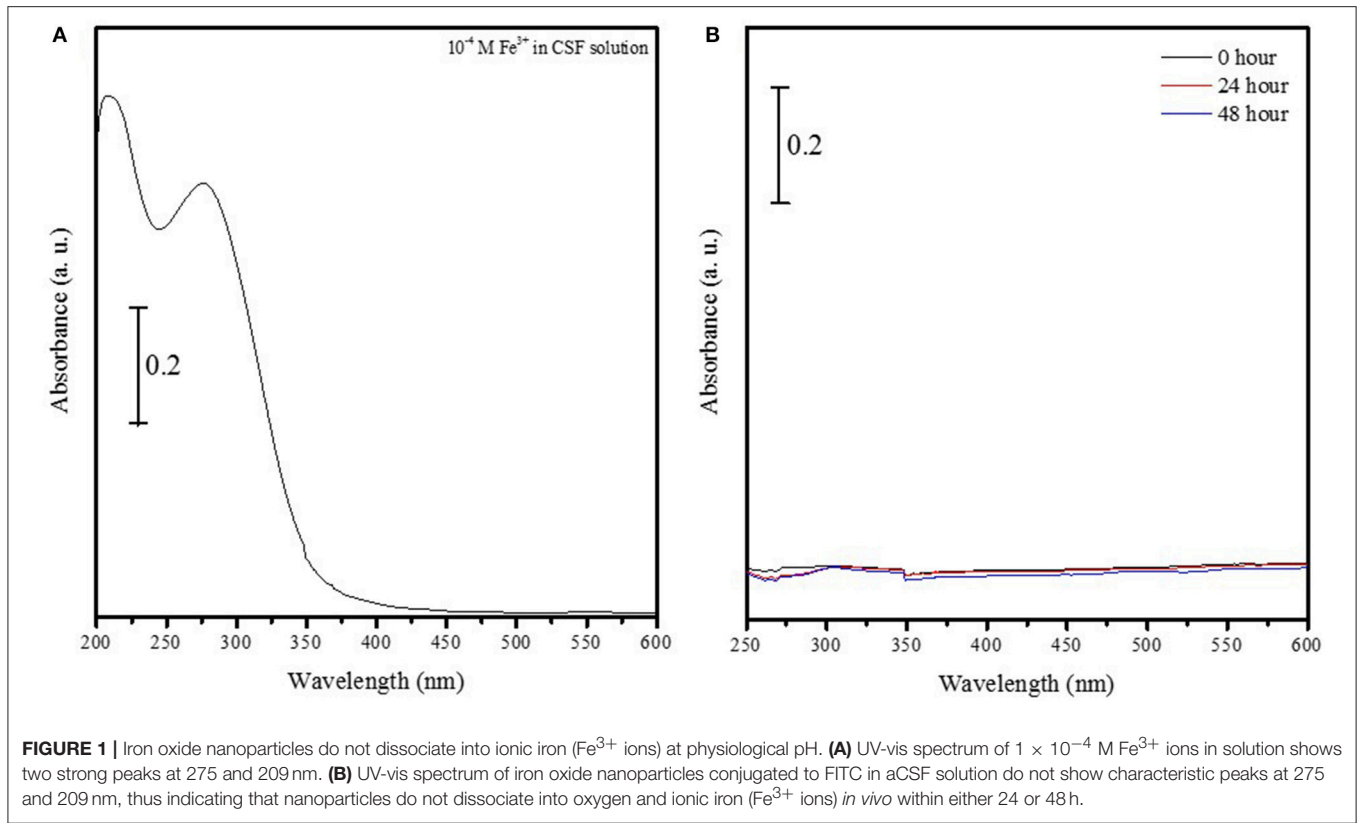 A
10⁻⁴ M Fe³⁺ in CSF solution
0.2
Absorbance (a. u.)
200 250 300 350 400 450 500 550 600
Wavelength (nm)
B
0 hour
24 hour
48 hour
0.2
Absorbance (a. u.)
250 300 350 400 450 500 550 600
Wavelength (nm)
FIGURE 1 | Iron oxide nanoparticles do not dissociate into ionic iron (Fe³⁺ ions) at physiological pH. (A) UV-vis spectrum of 1 × 10⁻⁴ M Fe³⁺ ions in solution shows
two strong peaks at 275 and 209 nm. (B) UV-vis spectrum of iron oxide nanoparticles conjugated to FITC in aCSF solution do not show characteristic peaks at 275
and 209 nm, thus indicating that nanoparticles do not dissociate into oxygen and ionic iron (Fe³⁺ ions) in vivo within either 24 or 48 h.